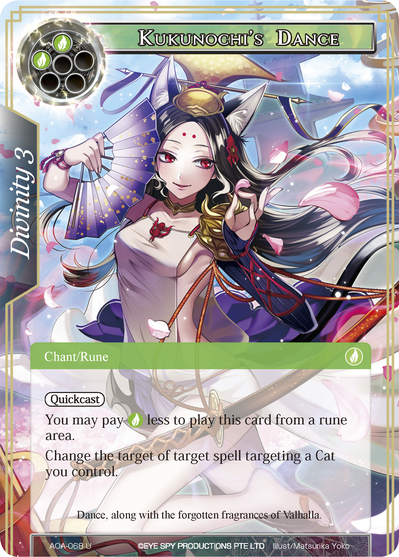 Kukunochi's Dance
Divinity 3
Chant/Rune
Quickcast
You may pay less to play this card from a rune
area.
Change the target of target spell targeting a Cat
you control.
Dance, along with the forgotten fragrances of Valhalla.
AOA-068 U
©EYE SPY PRODUCTIONS PTE LTD
Illust/Matsurika Yoko